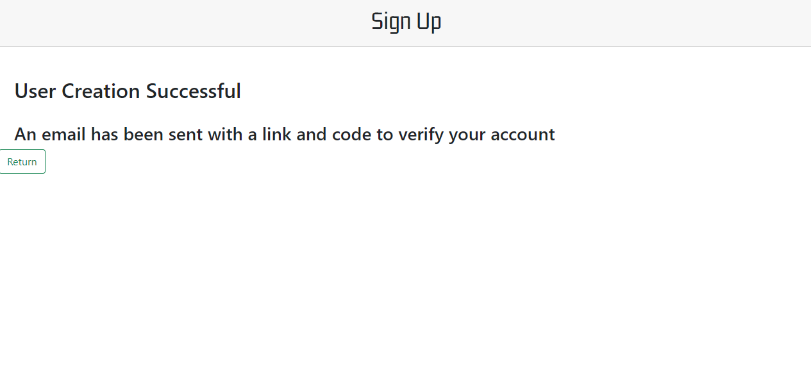 Sign Up
User Creation Successful
An email has been sent with a link and code to verify your account
Return